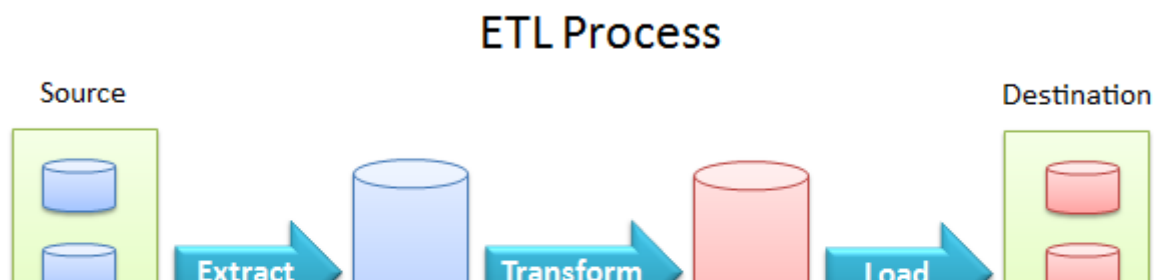 ETL Process
Source
Destination
Extract
Transform
Load